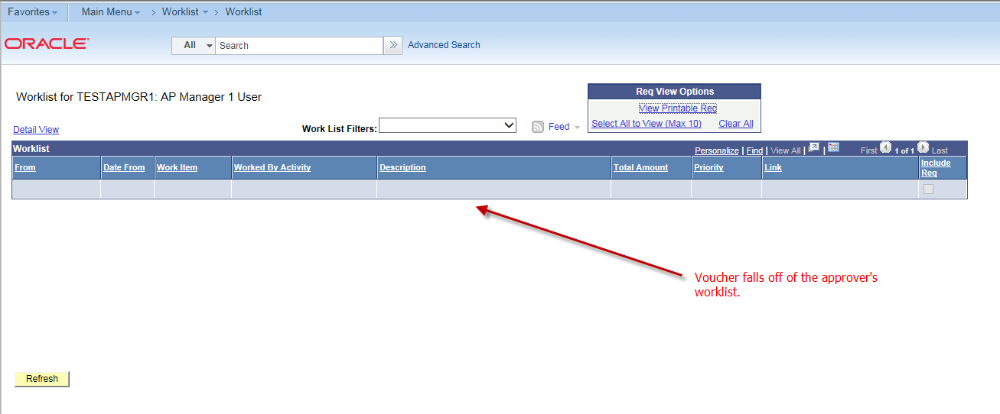 Favorites Main Menu > Worklist > Worklist
ORACLE
All Search Advanced Search
Worklist for TESTAPMGR1: AP Manager 1 User
Req View Options
View Printable Req
Detail View Work List Filters: Feed Select All to View (Max 10) Clear All
Worklist Personalize | Find | View All | | First 1 of 1 Last
From Date From Work Item Worked By Activity Description Total Amount Priority Link Include
Req
Voucher falls off of the approver's
worklist.
Refresh